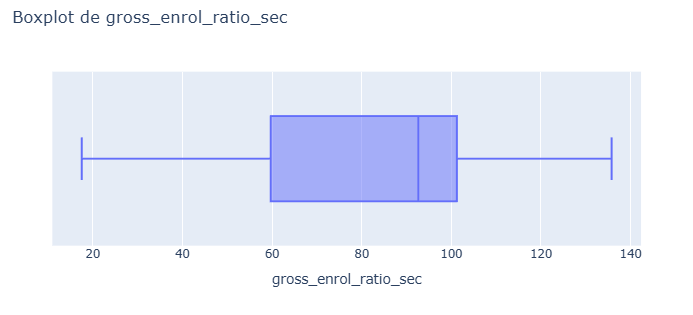 Boxplot de gross_enrol_ratio_sec
20 40 60 80 100 120 140
gross_enrol_ratio_sec